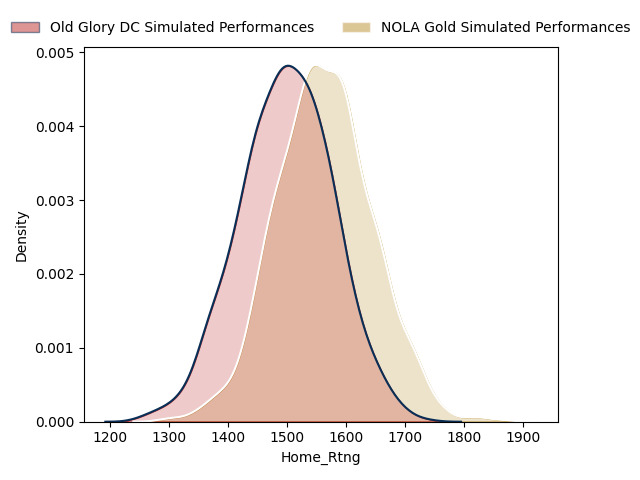 Old Glory DC Simulated Performances NOLA Gold Simulated Performances
0.005
0.004
0.003
0.002
0.001
0.000
Density
1200 1300 1400 1500 1600 1700 1800 1900
Home_Rtng